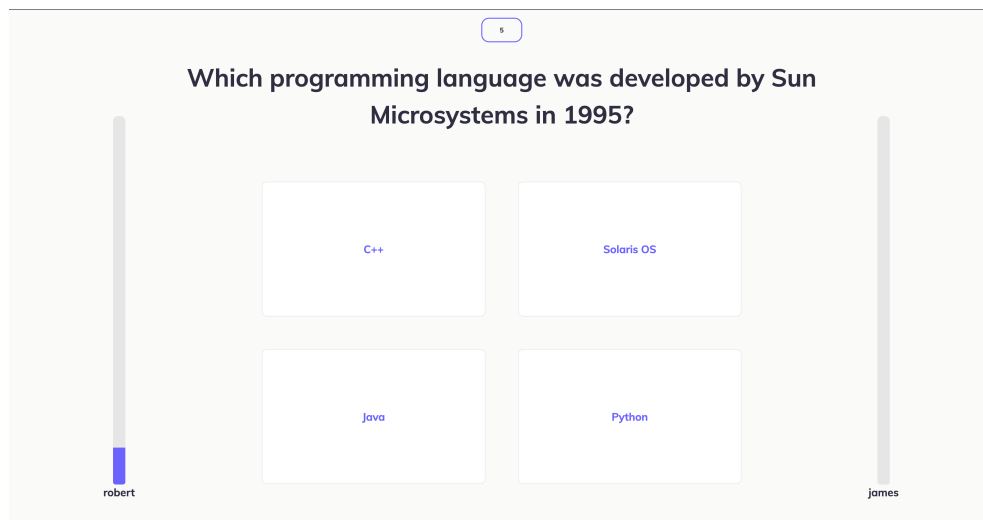 5
Which programming language was developed by Sun
Microsystems in 1995?
C++
Solaris OS
Java
Python
robert
james